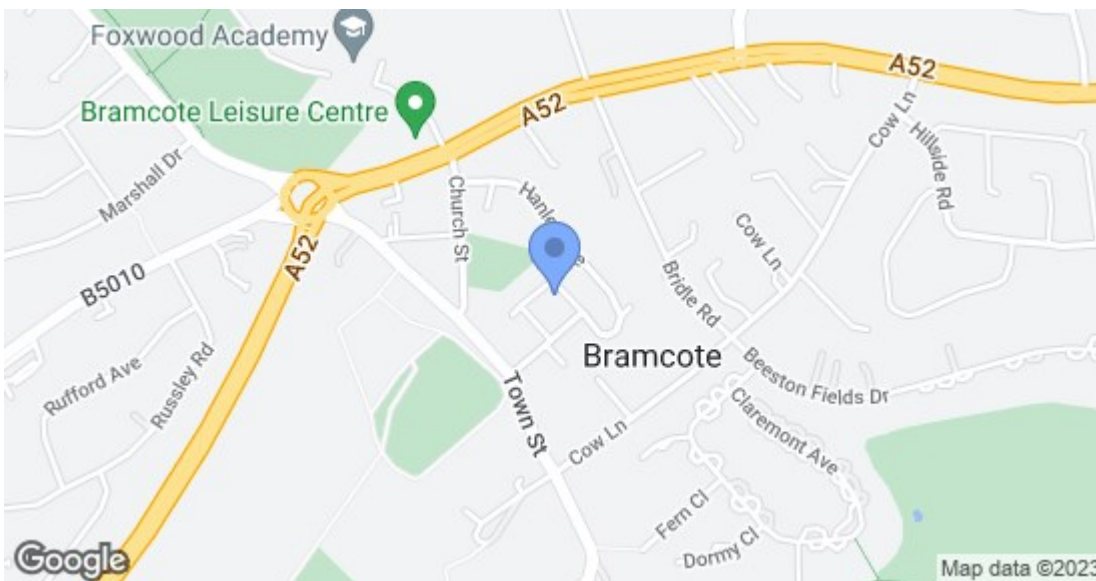 Foxwood Academy
Bramcote Leisure Centre
A52
A52
Cow Ln
Hillside Rd
Marshall Dr
Church St
A52
B5010
Cow Ln
Bridle Rd
Rufford Ave
Russley Rd
Town St
Bramcote
Beeston Fields Dr
Claremont Ave
Cow Ln
Fern Cl
Dormy Cl
Google
Map data ©2023